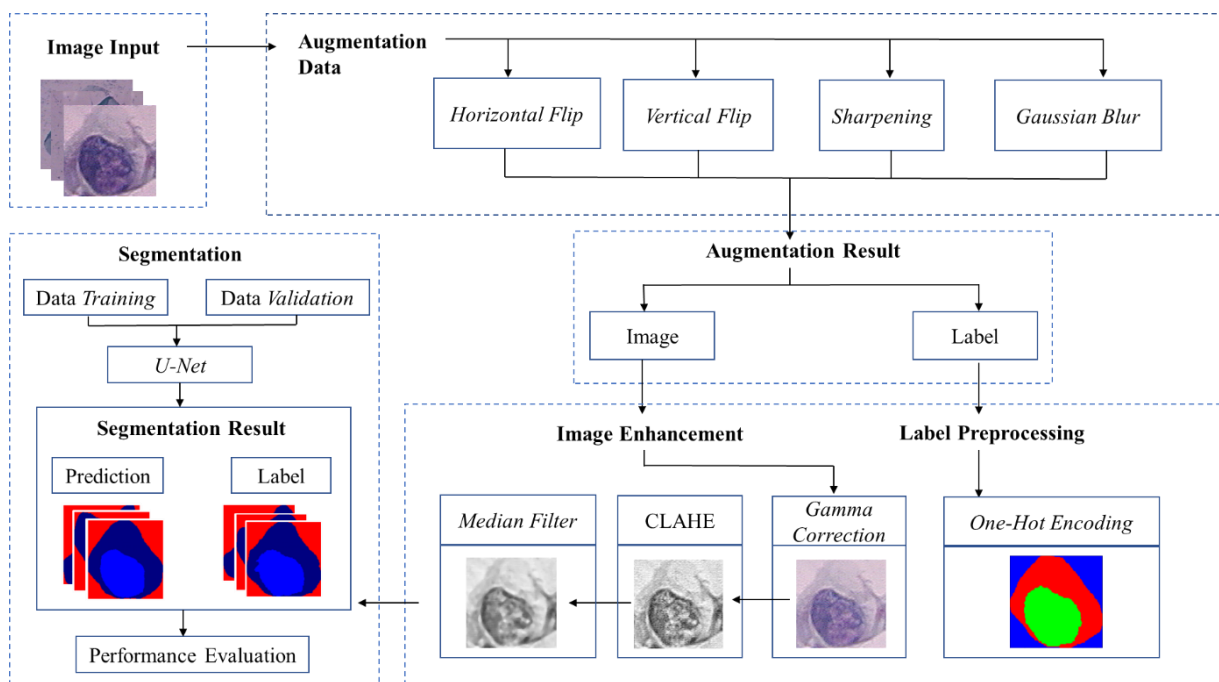 Image Input
Augmentation
Data
Horizontal Flip
Vertical Flip
Sharpening
Gaussian Blur
Augmentation Result
Image
Label
Segmentation
Data Training
Data Validation
U-Net
Segmentation Result
Prediction
Label
Performance Evaluation
Image Enhancement
Label Preprocessing
Median Filter
CLAHE
Gamma
Correction
One-Hot Encoding